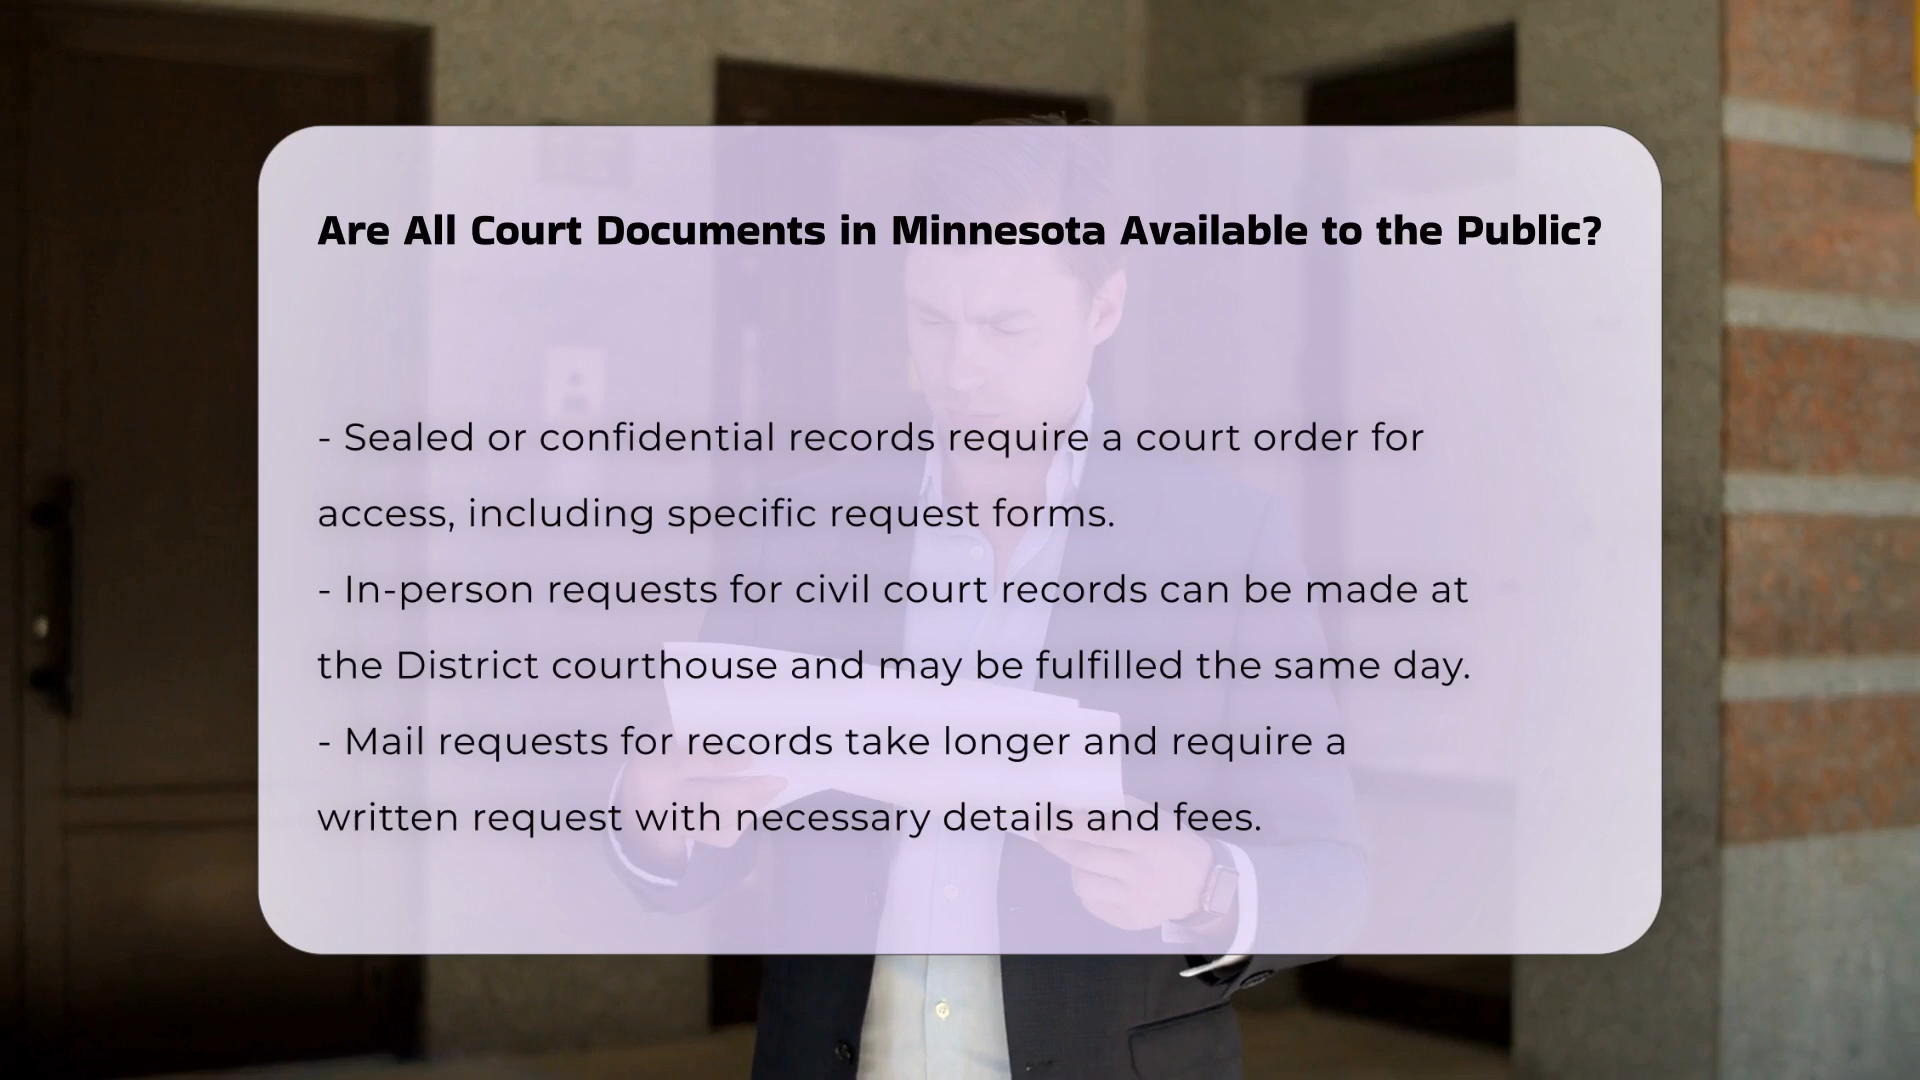 Are All Court Documents in Minnesota Available to the Public?
- Sealed or confidential records require a court order for
access, including specific request forms.
- In-person requests for civil court records can be made at
the District courthouse and may be fulfilled the same day.
- Mail requests for records take longer and require a
written request with necessary details and fees.